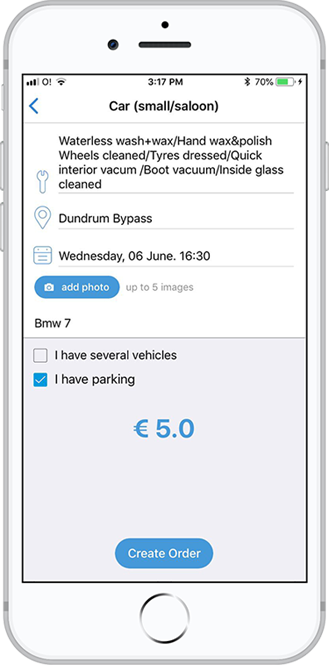 O! 3:17 PM 70%
Car (small/saloon)
Waterless wash+wax/Hand wax&polish
Wheels cleaned/Tyres dressed/Quick
interior vacum /Boot vacuum/Inside glass
cleaned
Dundrum Bypass
Wednesday, 06 June. 16:30
add photo up to 5 images
Bmw 7
I have several vehicles
I have parking
€ 5.0
Create Order